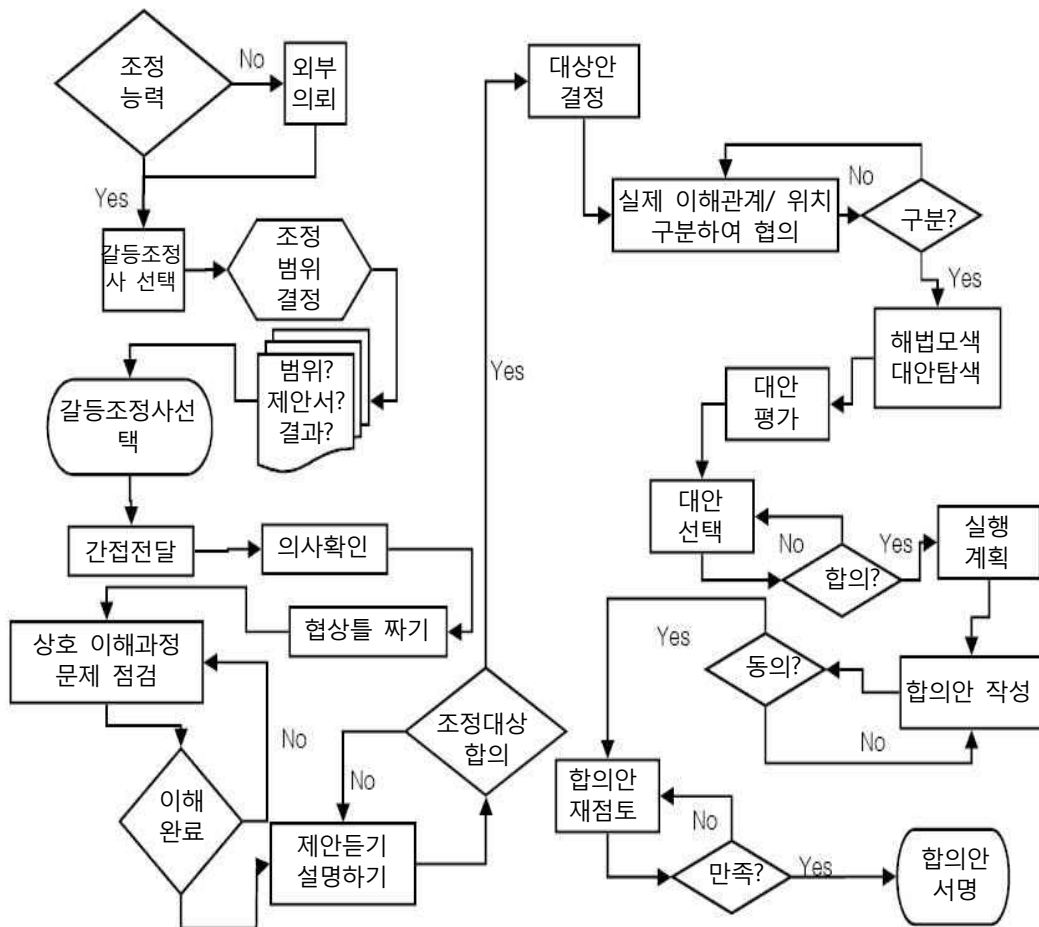 조정
능력
No
외부
의뢰
Yes
갈등조정
사 선택
조정
범위
결정
범위?
제안서?
결과?
갈등조정사선
택
간접전달
의사확인
협상틀 짜기
상호 이해과정
문제 점검
No
이해
완료
제안듣기
설명하기
No
조정대상
합의
Yes
대상안
결정
실제 이해관계/ 위치
구분하여 협의
No
구분?
Yes
해법모색
대안탐색
대안
평가
대안
선택
No
합의?
Yes
실행
계획
합의안 작성
동의?
Yes
No
합의안
재점토
No
만족?
Yes
합의안
서명